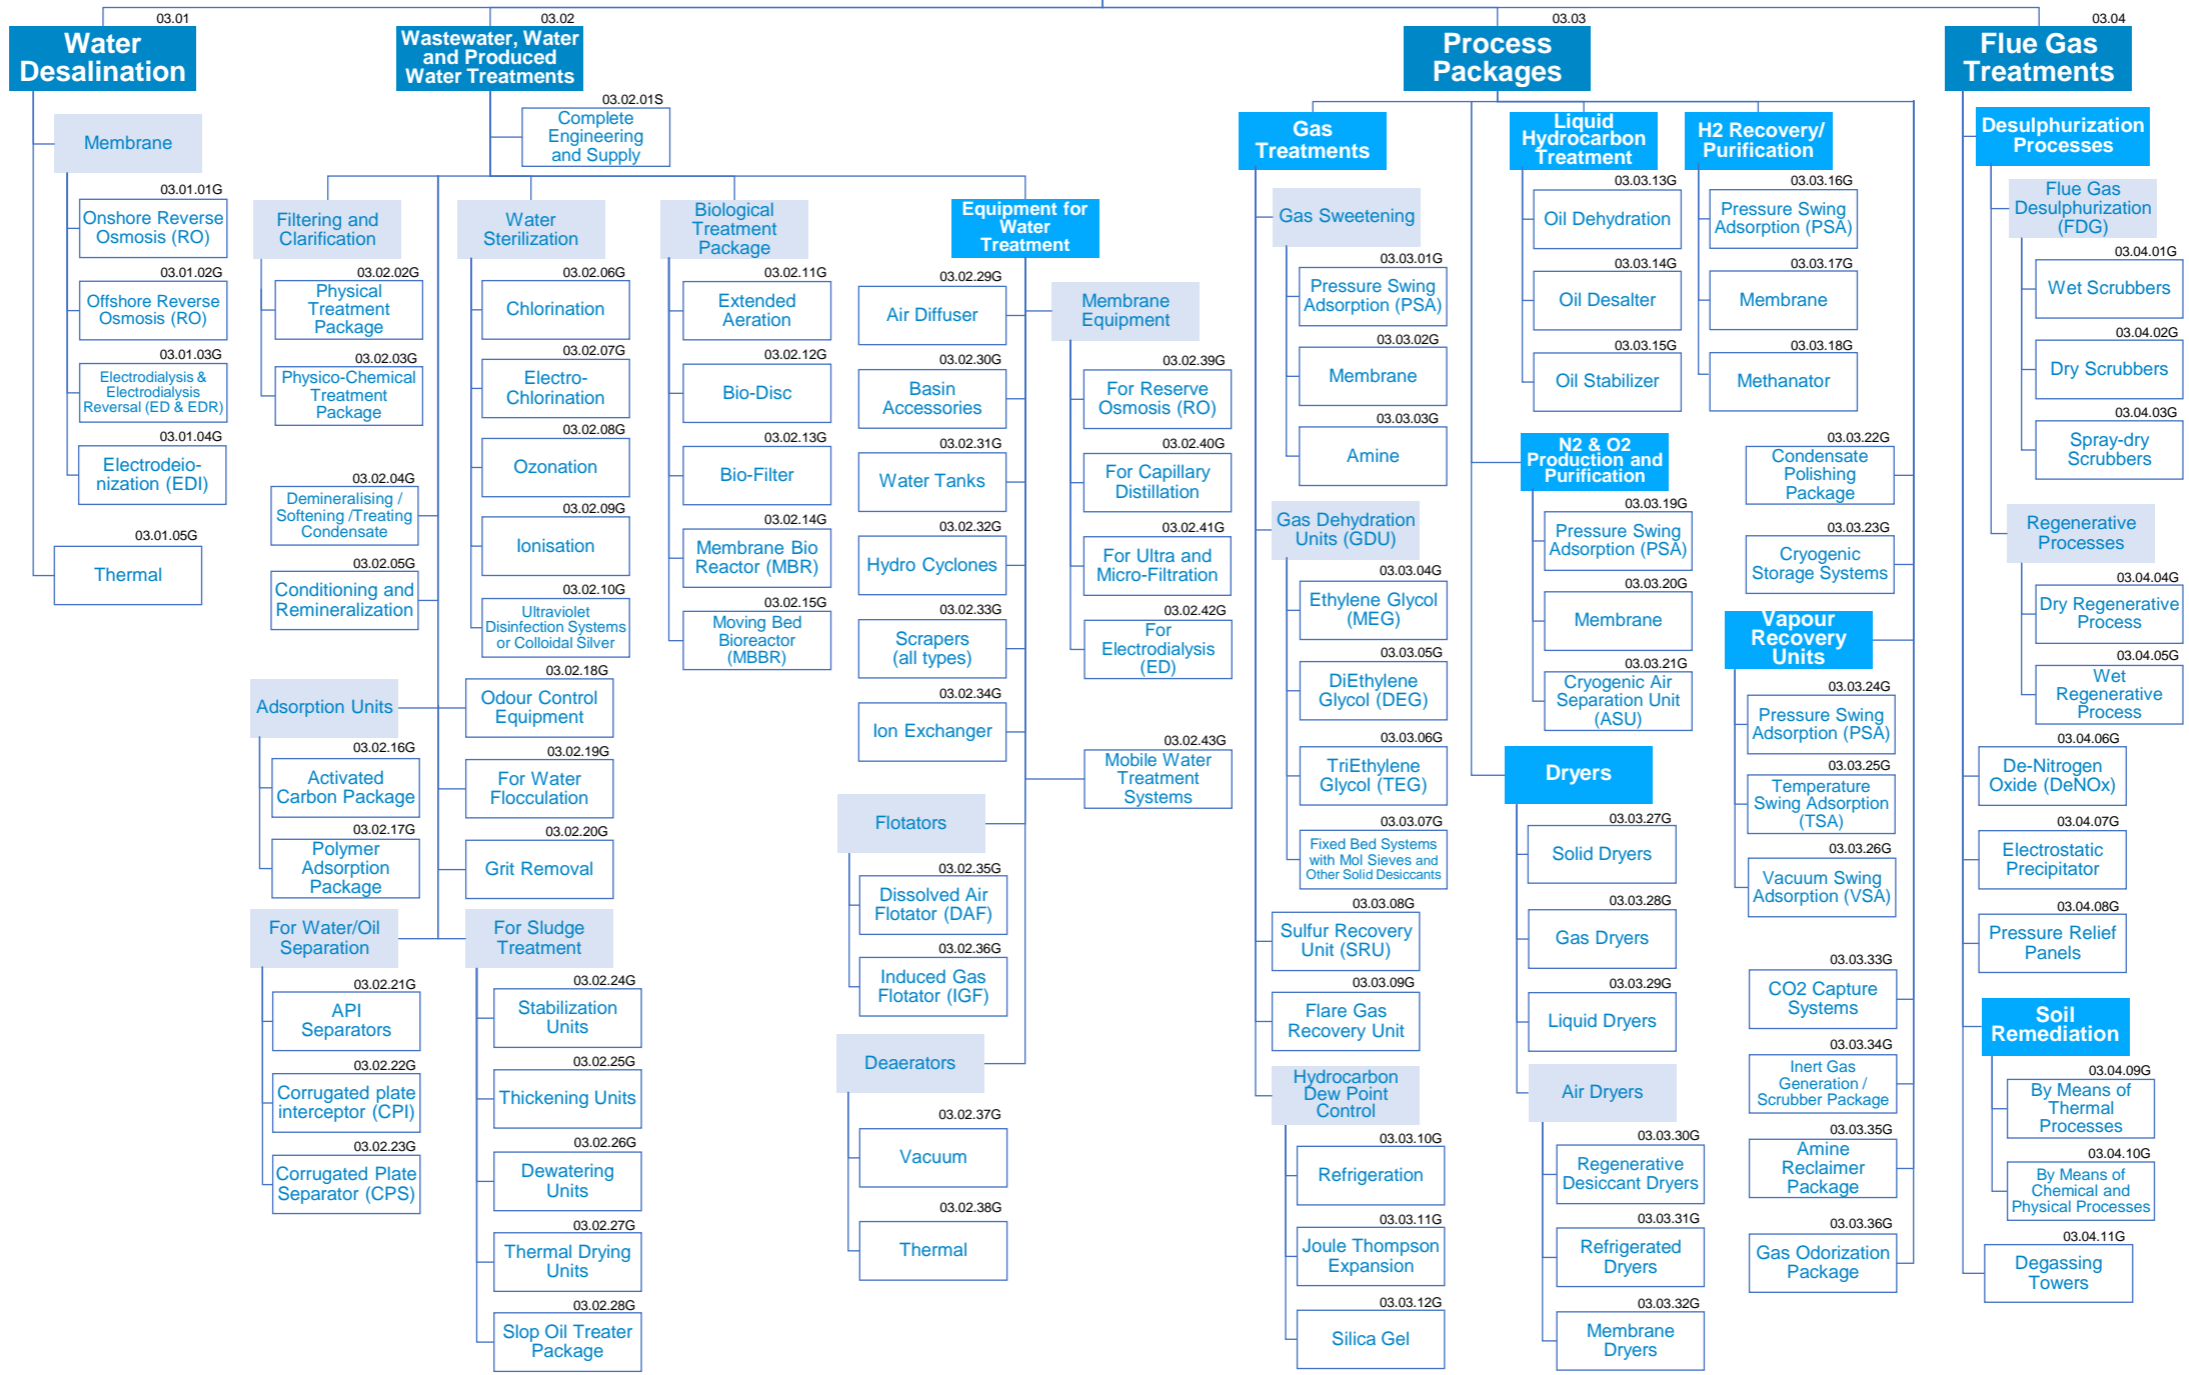 03.01
Water
Desalination
Membrane
03.01.01G
Onshore Reverse
Osmosis (RO)
03.01.02G
Offshore Reverse
Osmosis (RO)
03.01.03G
Electrodialysis &
Electrodialysis
Reversal (ED & EDR)
03.01.04G
Electrodeio-
nization (EDI)
03.01.05G
Thermal
03.02
Wastewater, Water
and Produced
Water Treatments
03.02.01S
Complete
Engineering
and Supply
Filtering and
Clarification
03.02.02G
Physical
Treatment
Package
03.02.03G
Physico-Chemical
Treatment
Package
03.02.04G
Demineralising /
Softening /Treating
Condensate
03.02.05G
Conditioning and
Remineralization
Water
Sterilization
03.02.06G
Chlorination
03.02.07G
Electro-
Chlorination
03.02.08G
Ozonation
03.02.09G
Ionisation
03.02.10G
Ultraviolet
Disinfection Systems
or Colloidal Silver
Biological
Treatment
Package
03.02.11G
Extended
Aeration
03.02.12G
Bio-Disc
03.02.13G
Bio-Filter
03.02.14G
Membrane Bio
Reactor (MBR)
03.02.15G
Moving Bed
Bioreactor
(MBBR)
Adsorption Units
03.02.16G
Activated
Carbon Package
03.02.17G
Polymer
Adsorption
Package
03.02.18G
Odour Control
Equipment
03.02.19G
For Water
Flocculation
03.02.20G
Grit Removal
For Water/Oil
Separation
03.02.21G
API
Separators
03.02.22G
Corrugated plate
interceptor (CPI)
03.02.23G
Corrugated Plate
Separator (CPS)
For Sludge
Treatment
03.02.24G
Stabilization
Units
03.02.25G
Thickening Units
03.02.26G
Dewatering
Units
03.02.27G
Thermal Drying
Units
03.02.28G
Slop Oil Treater
Package
Equipment for
Water
Treatment
03.02.29G
Air Diffuser
03.02.30G
Basin
Accessories
03.02.31G
Water Tanks
03.02.32G
Hydro Cyclones
03.02.33G
Scrapers
(all types)
03.02.34G
Ion Exchanger
Flotators
03.02.35G
Dissolved Air
Flotator (DAF)
03.02.36G
Induced Gas
Flotator (IGF)
Deaerators
03.02.37G
Vacuum
03.02.38G
Thermal
Membrane
Equipment
03.02.39G
For Reserve
Osmosis (RO)
03.02.40G
For Capillary
Distillation
03.02.41G
For Ultra and
Micro-Filtration
03.02.42G
For
Electrodialysis
(ED)
03.02.43G
Mobile Water
Treatment
Systems
03.03
Process
Packages
Gas
Treatments
Gas Sweetening
03.03.01G
Pressure Swing
Adsorption (PSA)
03.03.02G
Membrane
03.03.03G
Amine
Gas Dehydration
Units (GDU)
03.03.04G
Ethylene Glycol
(MEG)
03.03.05G
DiEthylene
Glycol (DEG)
03.03.06G
TriEthylene
Glycol (TEG)
03.03.07G
Fixed Bed Systems
with Mol Sieves and
Other Solid Desiccants
03.03.08G
Sulfur Recovery
Unit (SRU)
03.03.09G
Flare Gas
Recovery Unit
Hydrocarbon
Dew Point
Control
03.03.10G
Refrigeration
03.03.11G
Joule Thompson
Expansion
03.03.12G
Silica Gel
Liquid
Hydrocarbon
Treatment
03.03.13G
Oil Dehydration
03.03.14G
Oil Desalter
03.03.15G
Oil Stabilizer
H2 Recovery/
Purification
03.03.16G
Pressure Swing
Adsorption (PSA)
03.03.17G
Membrane
03.03.18G
Methanator
N2 & O2
Production and
Purification
03.03.19G
Pressure Swing
Adsorption (PSA)
03.03.20G
Membrane
03.03.21G
Cryogenic Air
Separation Unit
(ASU)
03.03.22G
Condensate
Polishing
Package
03.03.23G
Cryogenic
Storage Systems
Vapour
Recovery
Units
03.03.24G
Pressure Swing
Adsorption (PSA)
03.03.25G
Temperature
Swing Adsorption
(TSA)
03.03.26G
Vacuum Swing
Adsorption (VSA)
Dryers
03.03.27G
Solid Dryers
03.03.28G
Gas Dryers
03.03.29G
Liquid Dryers
Air Dryers
03.03.30G
Regenerative
Desiccant Dryers
03.03.31G
Refrigerated
Dryers
03.03.32G
Membrane
Dryers
03.03.33G
CO2 Capture
Systems
03.03.34G
Inert Gas
Generation /
Scrubber Package
03.03.35G
Amine
Reclaimer
Package
03.03.36G
Gas Odorization
Package
03.04
Flue Gas
Treatments
Desulphurization
Processes
Flue Gas
Desulphurization
(FDG)
03.04.01G
Wet Scrubbers
03.04.02G
Dry Scrubbers
03.04.03G
Spray-dry
Scrubbers
Regenerative
Processes
03.04.04G
Dry Regenerative
Process
03.04.05G
Wet
Regenerative
Process
03.04.06G
De-Nitrogen
Oxide (DeNOx)
03.04.07G
Electrostatic
Precipitator
03.04.08G
Pressure Relief
Panels
Soil
Remediation
03.04.09G
By Means of
Thermal
Processes
03.04.10G
By Means of
Chemical and
Physical Processes
03.04.11G
Degassing
Towers